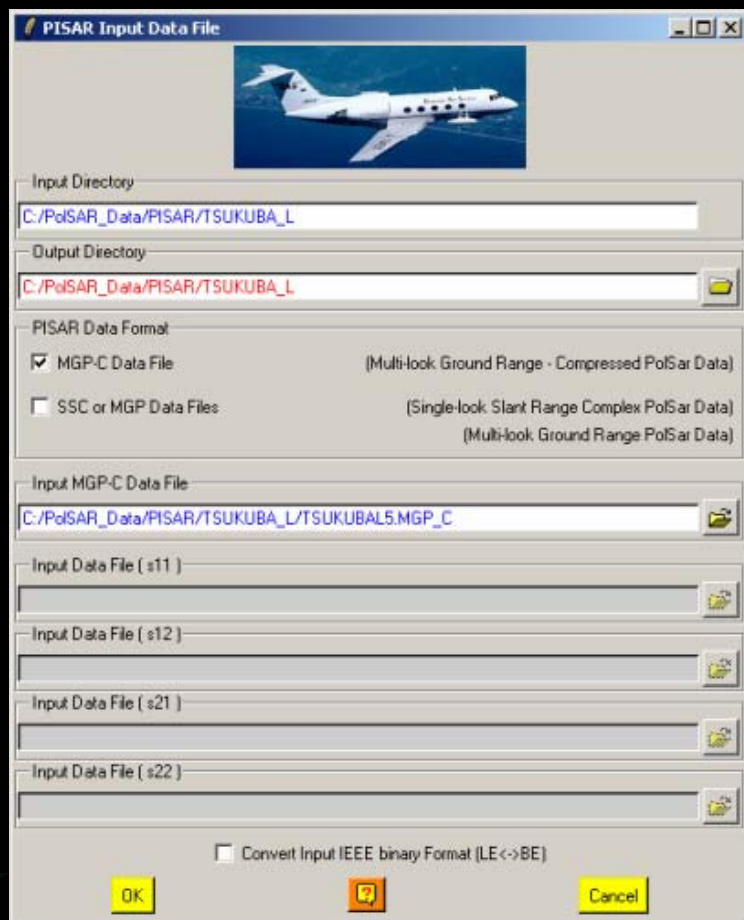 PISAR Input Data File
Input Directory
C:/PolSAR_Data/PISAR/TSUKUBA_L
Output Directory
C:/PolSAR_Data/PISAR/TSUKUBA_L
PISAR Data Format
MGP-C Data File (Multi-look Ground Range - Compressed PolSar Data)
SSC or MGP Data Files (Single-look Slant Range Complex PolSar Data)
(Multi-look Ground Range PolSar Data)
Input MGP-C Data File
C:/PolSAR_Data/PISAR/TSUKUBA_L/TSUKUBAL5.MGP_C
Input Data File ( s11 )
Input Data File ( s12 )
Input Data File ( s21 )
Input Data File ( s22 )
Convert Input IEEE binary Format (LE<->BE)
OK ? Cancel